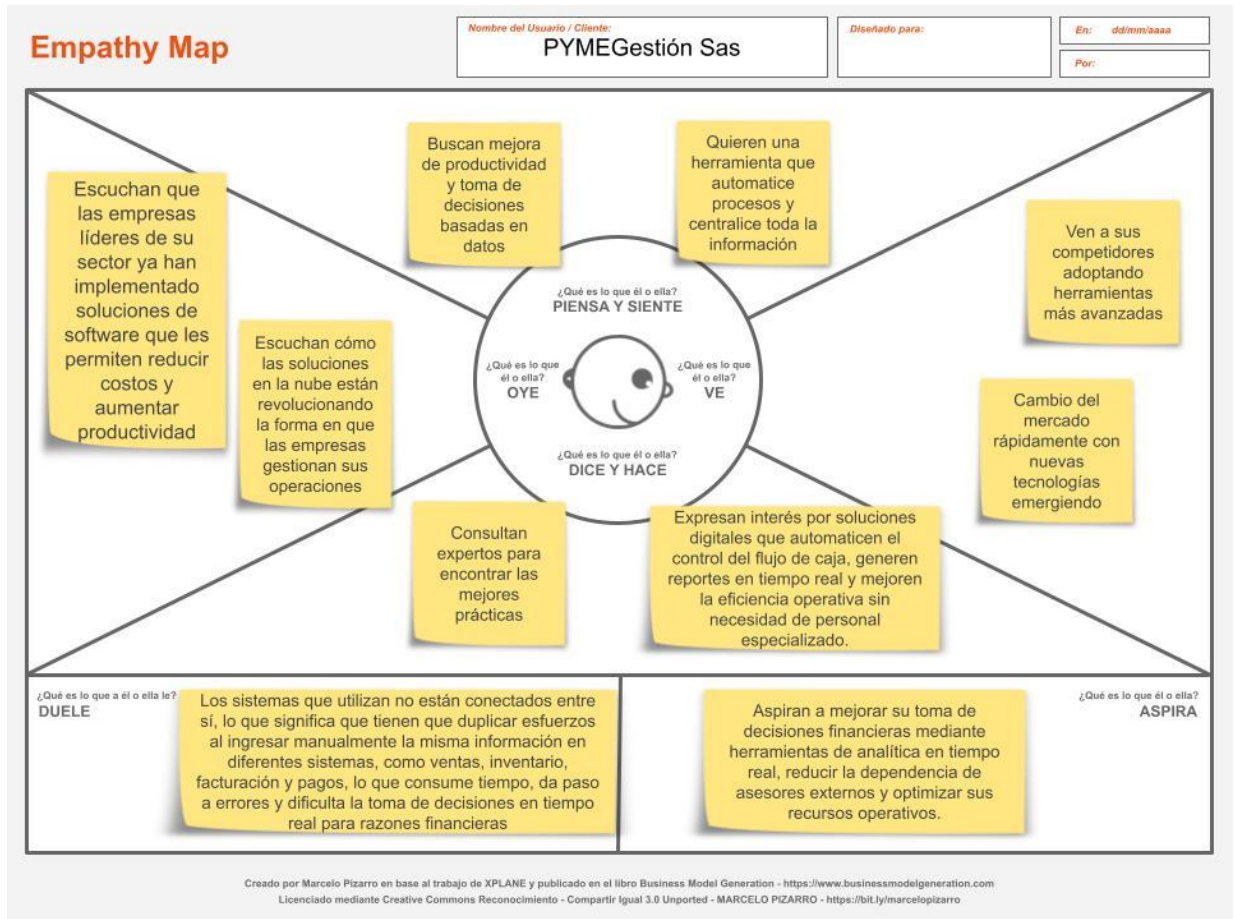 Empathy Map
Nombre del Usuario / Cliente:
PYMEGestión Sas
Diseñado para:
En: dd/mm/aaaa
Por:
Buscan mejora
de productividad
y toma de
decisiones
basadas en
datos
Quieren una
herramienta que
automatice
procesos y
centralice toda la
información
Escuchan que
las empresas
líderes de su
sector ya han
implementado
soluciones de
software que les
permiten reducir
costos y
aumentar
productividad
Escuchan cómo
las soluciones
en la nube están
revolucionando
la forma en que
las empresas
gestionan sus
operaciones
¿Qué es lo que él o ella?
PIENSA Y SIENTE
¿Qué es lo que
él o ella?
OYE
¿Qué es lo que
él o ella?
VE
¿Qué es lo que él o ella?
DICE Y HACE
Ven a sus
competidores
adoptando
herramientas
más avanzadas
Cambio del
mercado
rápidamente con
nuevas
tecnologías
emergiendo
Consultan
expertos para
encontrar las
mejores
prácticas
Expresan interés por soluciones
digitales que automaticen el
control del flujo de caja, generen
reportes en tiempo real y mejoren
la eficiencia operativa sin
necesidad de personal
especializado.
¿Qué es lo que a él o ella le?
DUELE
Los sistemas que utilizan no están conectados entre
sí, lo que significa que tienen que duplicar esfuerzos
al ingresar manualmente la misma información en
diferentes sistemas, como ventas, inventario,
facturación y pagos, lo que consume tiempo, da paso
a errores y dificulta la toma de decisiones en tiempo
real para razones financieras
¿Qué es lo que él o ella?
ASPIRA
Aspiran a mejorar su toma de
decisiones financieras mediante
herramientas de analítica en tiempo
real, reducir la dependencia de
asesores externos y optimizar sus
recursos operativos.
Creado por Marcelo Pizarro en base al trabajo de XPLANE y publicado en el libro Business Model Generation - https://www.businessmodelgeneration.com
Licenciado mediante Creative Commons Reconocimiento - Compartir Igual 3.0 Unported - MARCELO PIZARRO - https://bit.ly/marcelopizarro